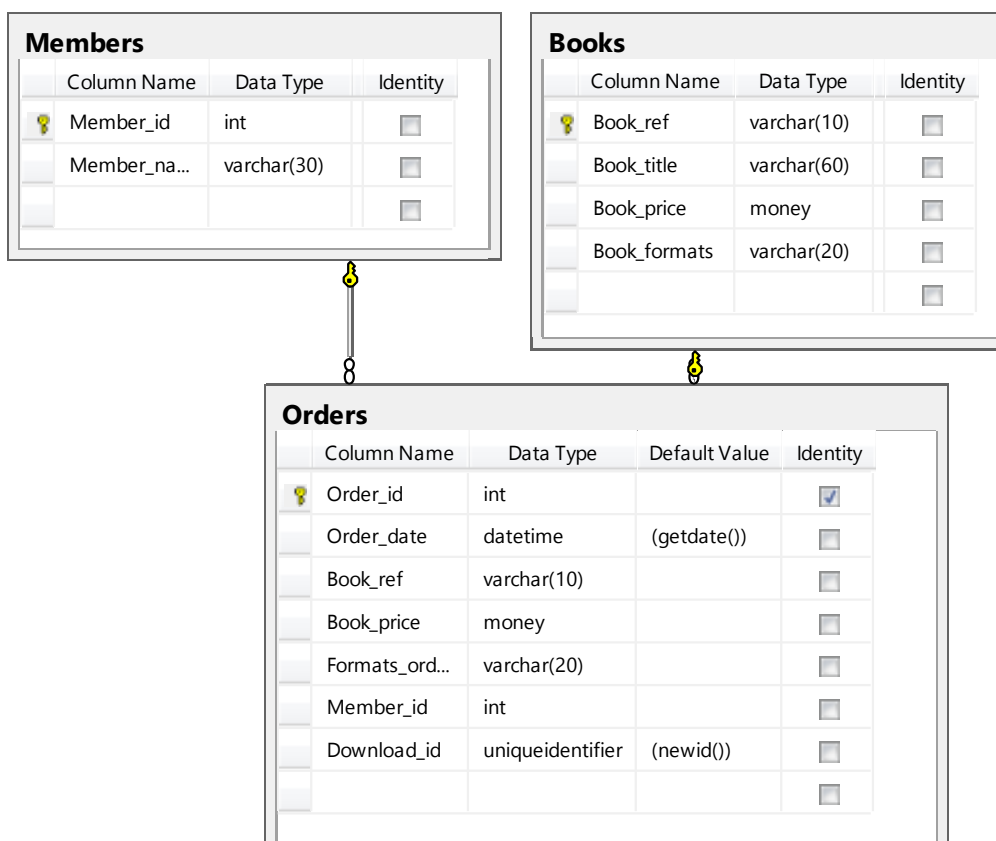 Members
Column Name Data Type Identity
Member_id int
Member_na... varchar(30)
Books
Column Name Data Type Identity
Book_ref varchar(10)
Book_title varchar(60)
Book_price money
Book_formats varchar(20)
Orders
Column Name Data Type Default Value Identity
Order_id int
Order_date datetime (getdate())
Book_ref varchar(10)
Book_price money
Formats_ord... varchar(20)
Member_id int
Download_id uniqueidentifier (newid())